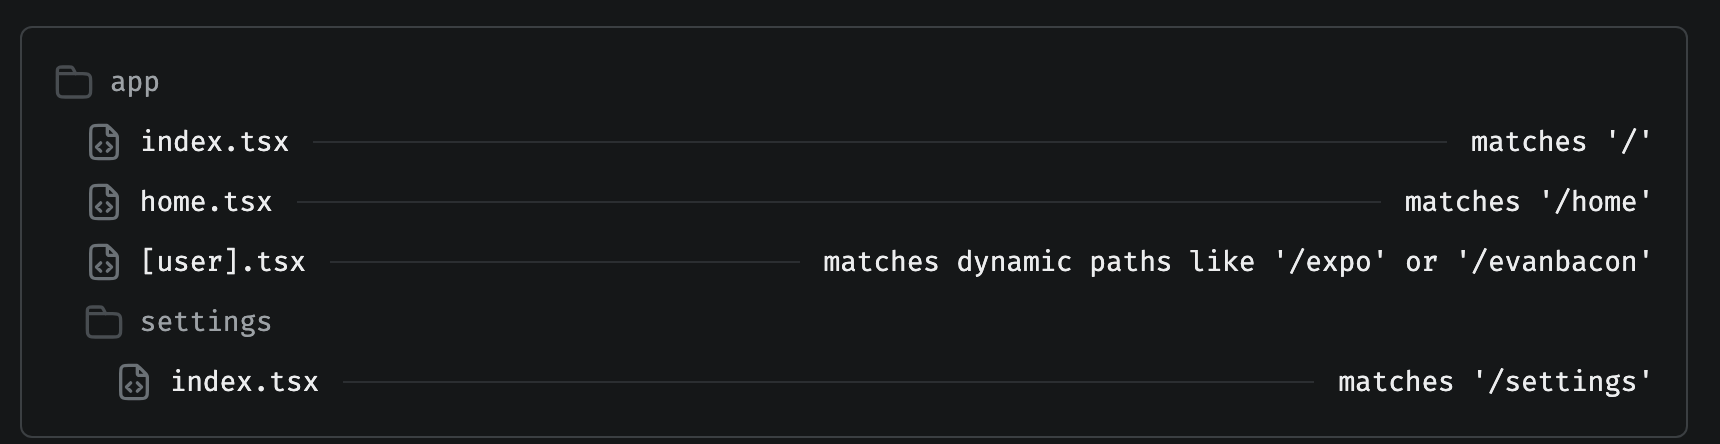 app
index.tsx matches '/'
home.tsx matches '/home'
[user].tsx matches dynamic paths like '/expo' or '/evanbacon'
settings
index.tsx matches '/settings'